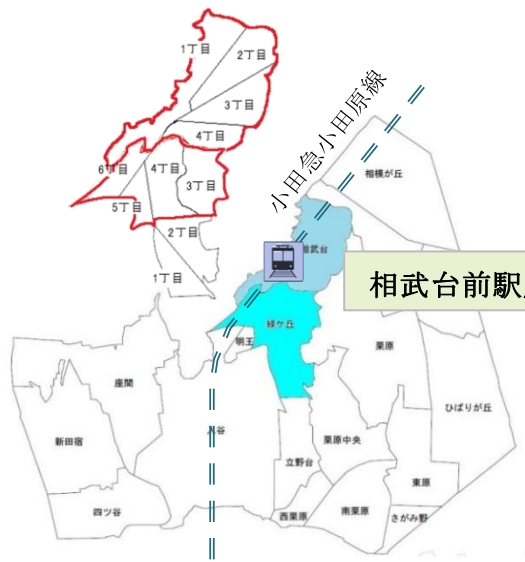 1丁目
2丁目
3丁目
4丁目
6丁目
4丁目
3丁目
5丁目
2丁目
1丁目
小田急小田原線
相模が丘
相武台
相武台前駅
緑ケ丘
明王
栗原
座間
ひばりが丘
新田宿
入谷
栗原中央
立野台
東原
四ツ谷
西栗原
南栗原
さがみ野